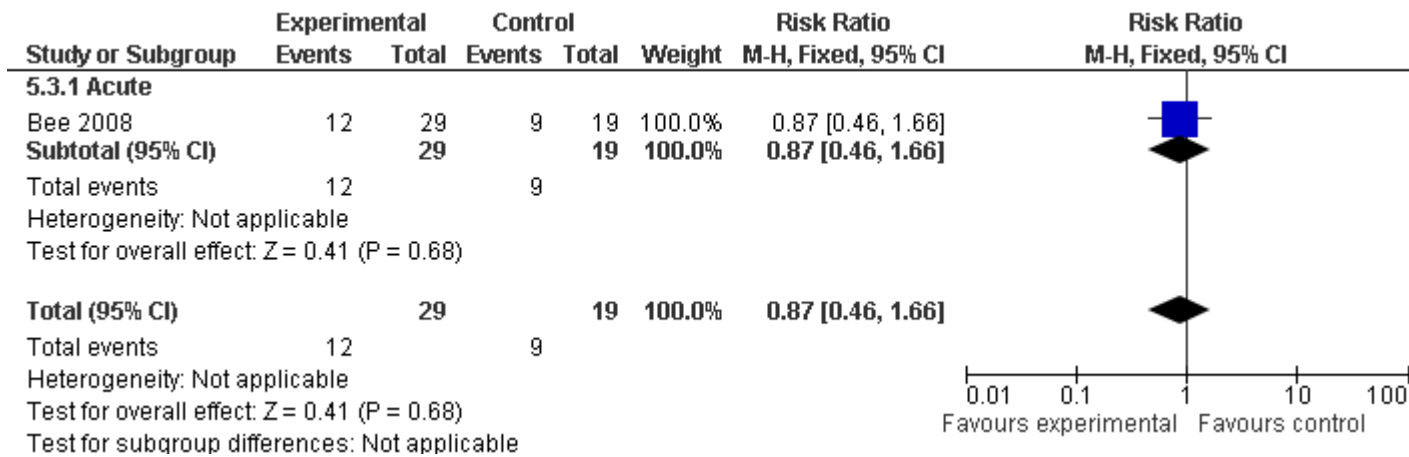 Experimental Control Risk Ratio Risk Ratio
Study or Subgroup Events Total Events Total Weight M-H, Fixed, 95% CI M-H, Fixed, 95% CI
5.3.1 Acute
Bee 2008 12 29 9 19 100.0% 0.87 [0.46, 1.66]
Subtotal (95% CI) 29 19 100.0% 0.87 [0.46, 1.66]
Total events 12 9
Heterogeneity: Not applicable
Test for overall effect: Z = 0.41 (P = 0.68)
Total (95% CI) 29 19 100.0% 0.87 [0.46, 1.66]
Total events 12 9
Heterogeneity: Not applicable
Test for overall effect: Z = 0.41 (P = 0.68)
Test for subgroup differences: Not applicable
0.01 0.1 1 10 100
Favours experimental Favours control